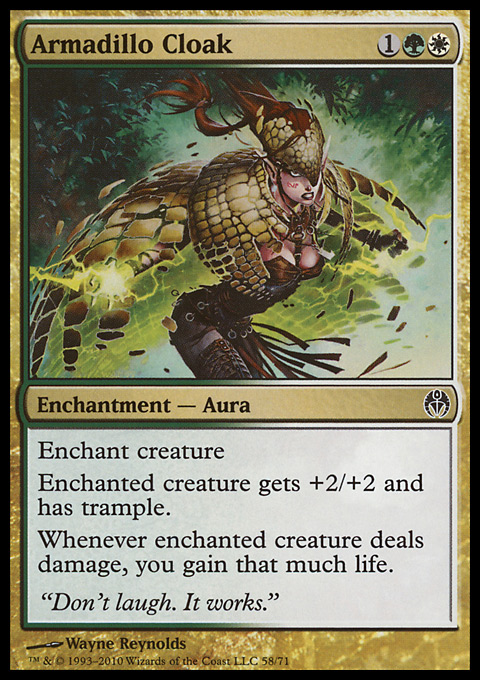 Armadillo Cloak 1
Enchantment — Aura
Enchant creature
Enchanted creature gets +2/+2 and
has trample.
Whenever enchanted creature deals
damage, you gain that much life.
“Don’t laugh. It works.”
Wayne Reynolds
™ & © 1993–2010 Wizards of the Coast LLC 58/71